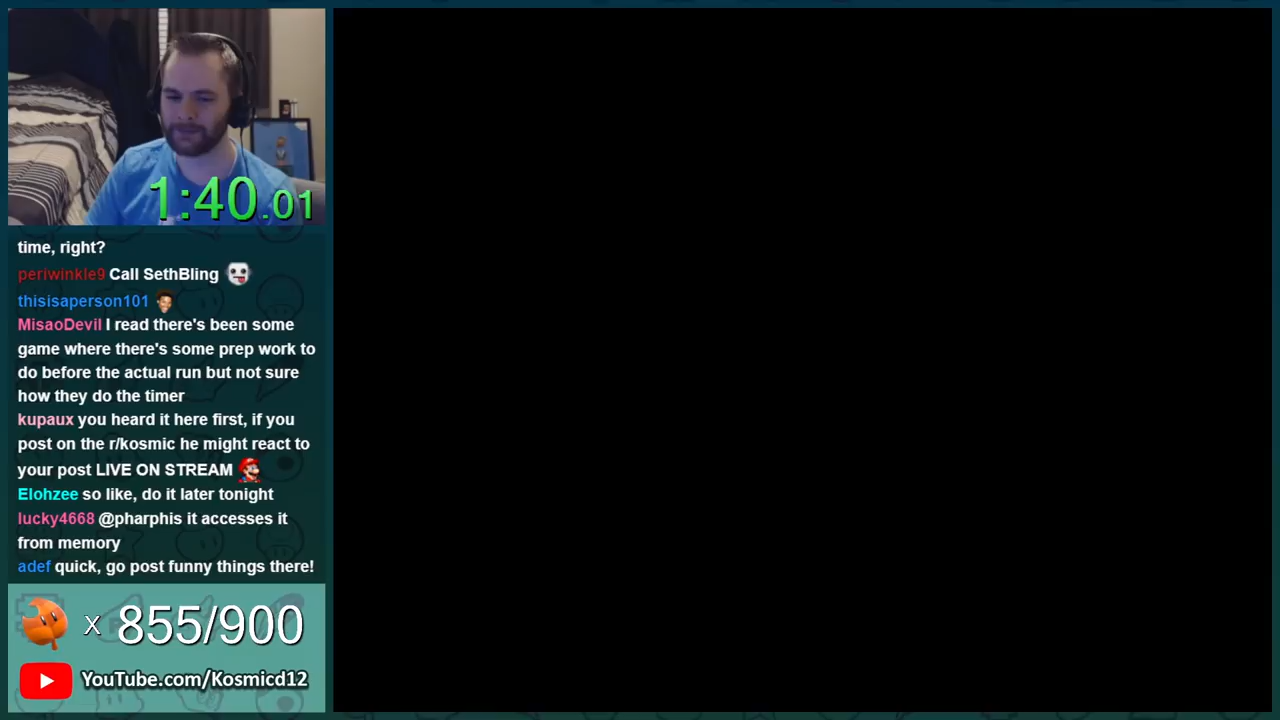 1:40.01
time, right?
periwinkle9 Call SethBling
thisisaperson101
MisaoDevil I read there's been some
game where there's some prep work to
do before the actual run but not sure
how they do the timer
kupaux you heard it here first, if you
post on the r/kosmic he might react to
your post LIVE ON STREAM
Elohzee so like, do it later tonight
lucky4668 @pharphis it accesses it
from memory
adef quick, go post funny things there!
x 855/900
YouTube.com/Kosmicd12